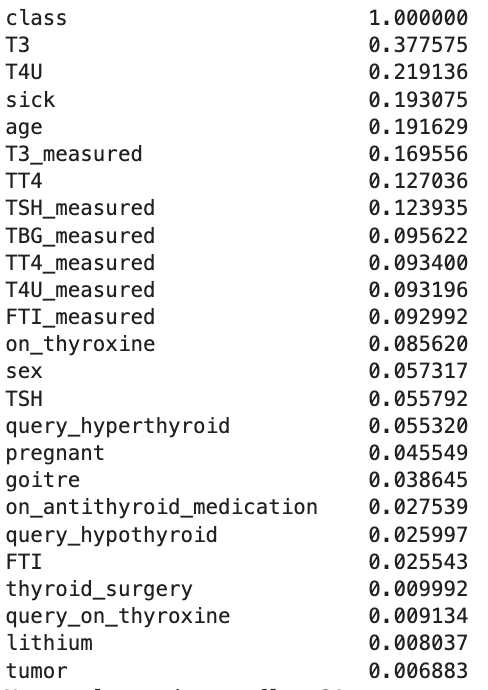 class 1.000000
T3 0.377575
T4U 0.219136
sick 0.193075
age 0.191629
T3_measured 0.169556
TT4 0.127036
TSH_measured 0.123935
TBG_measured 0.095622
TT4_measured 0.093400
T4U_measured 0.093196
FTI_measured 0.092992
on_thyroxine 0.085620
sex 0.057317
TSH 0.055792
query_hyperthyroid 0.055320
pregnant 0.045549
goitre 0.038645
on_antithyroid_medication 0.027539
query_hypothyroid 0.025997
FTI 0.025543
thyroid_surgery 0.009992
query_on_thyroxine 0.009134
lithium 0.008037
tumor 0.006883